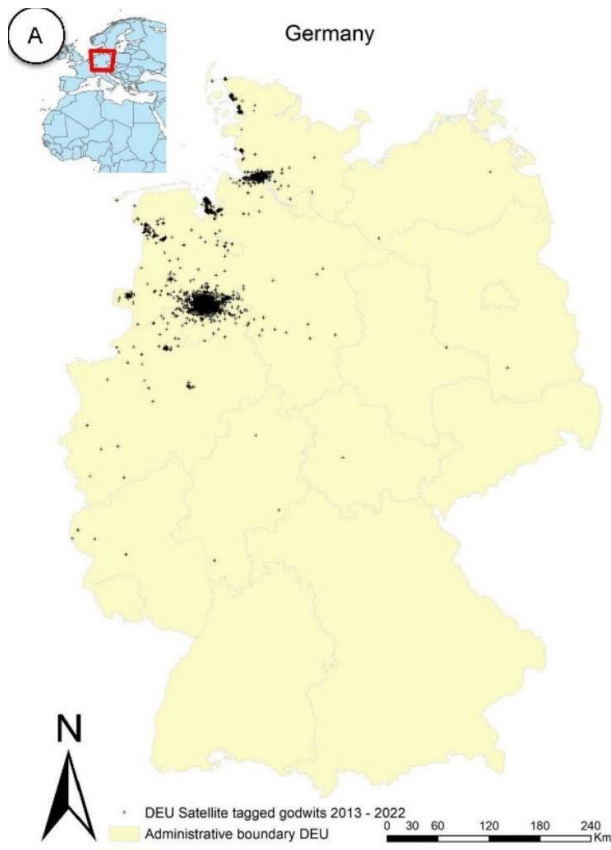 A
Germany
N
DEU Satellite tagged godwits 2013 - 2022
Administrative boundary DEU
0 30 60 120 180 240
Km